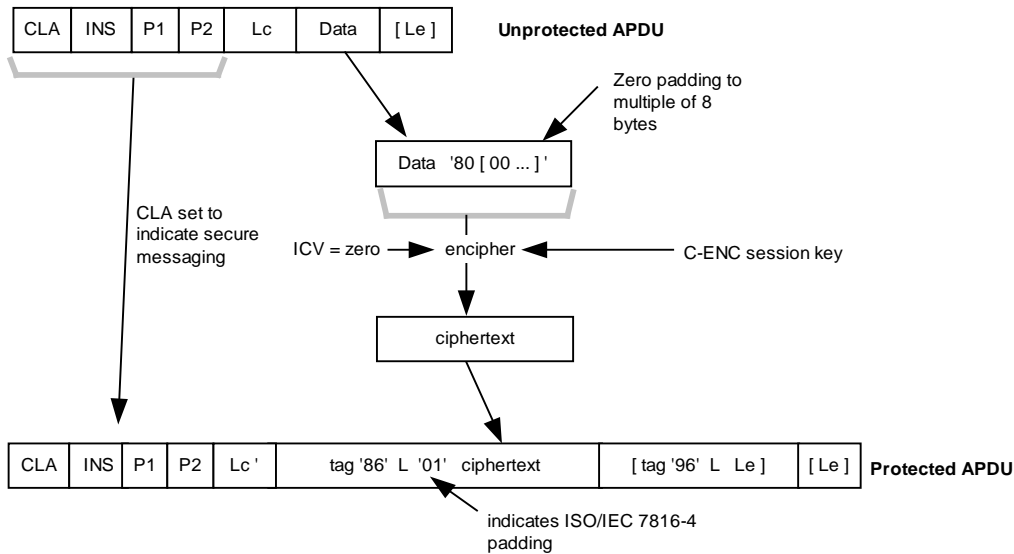 CLA INS P1 P2 Lc Data [ Le ] Unprotected APDU
Zero padding to
multiple of 8
bytes
Data '80 [ 00 ... ] '
CLA set to
indicate secure
messaging
ICV = zero encipher C-ENC session key
ciphertext
CLA INS P1 P2 Lc ' tag '86' L '01' ciphertext [ tag '96' L Le ] [ Le ] Protected APDU
indicates ISO/IEC 7816-4
padding